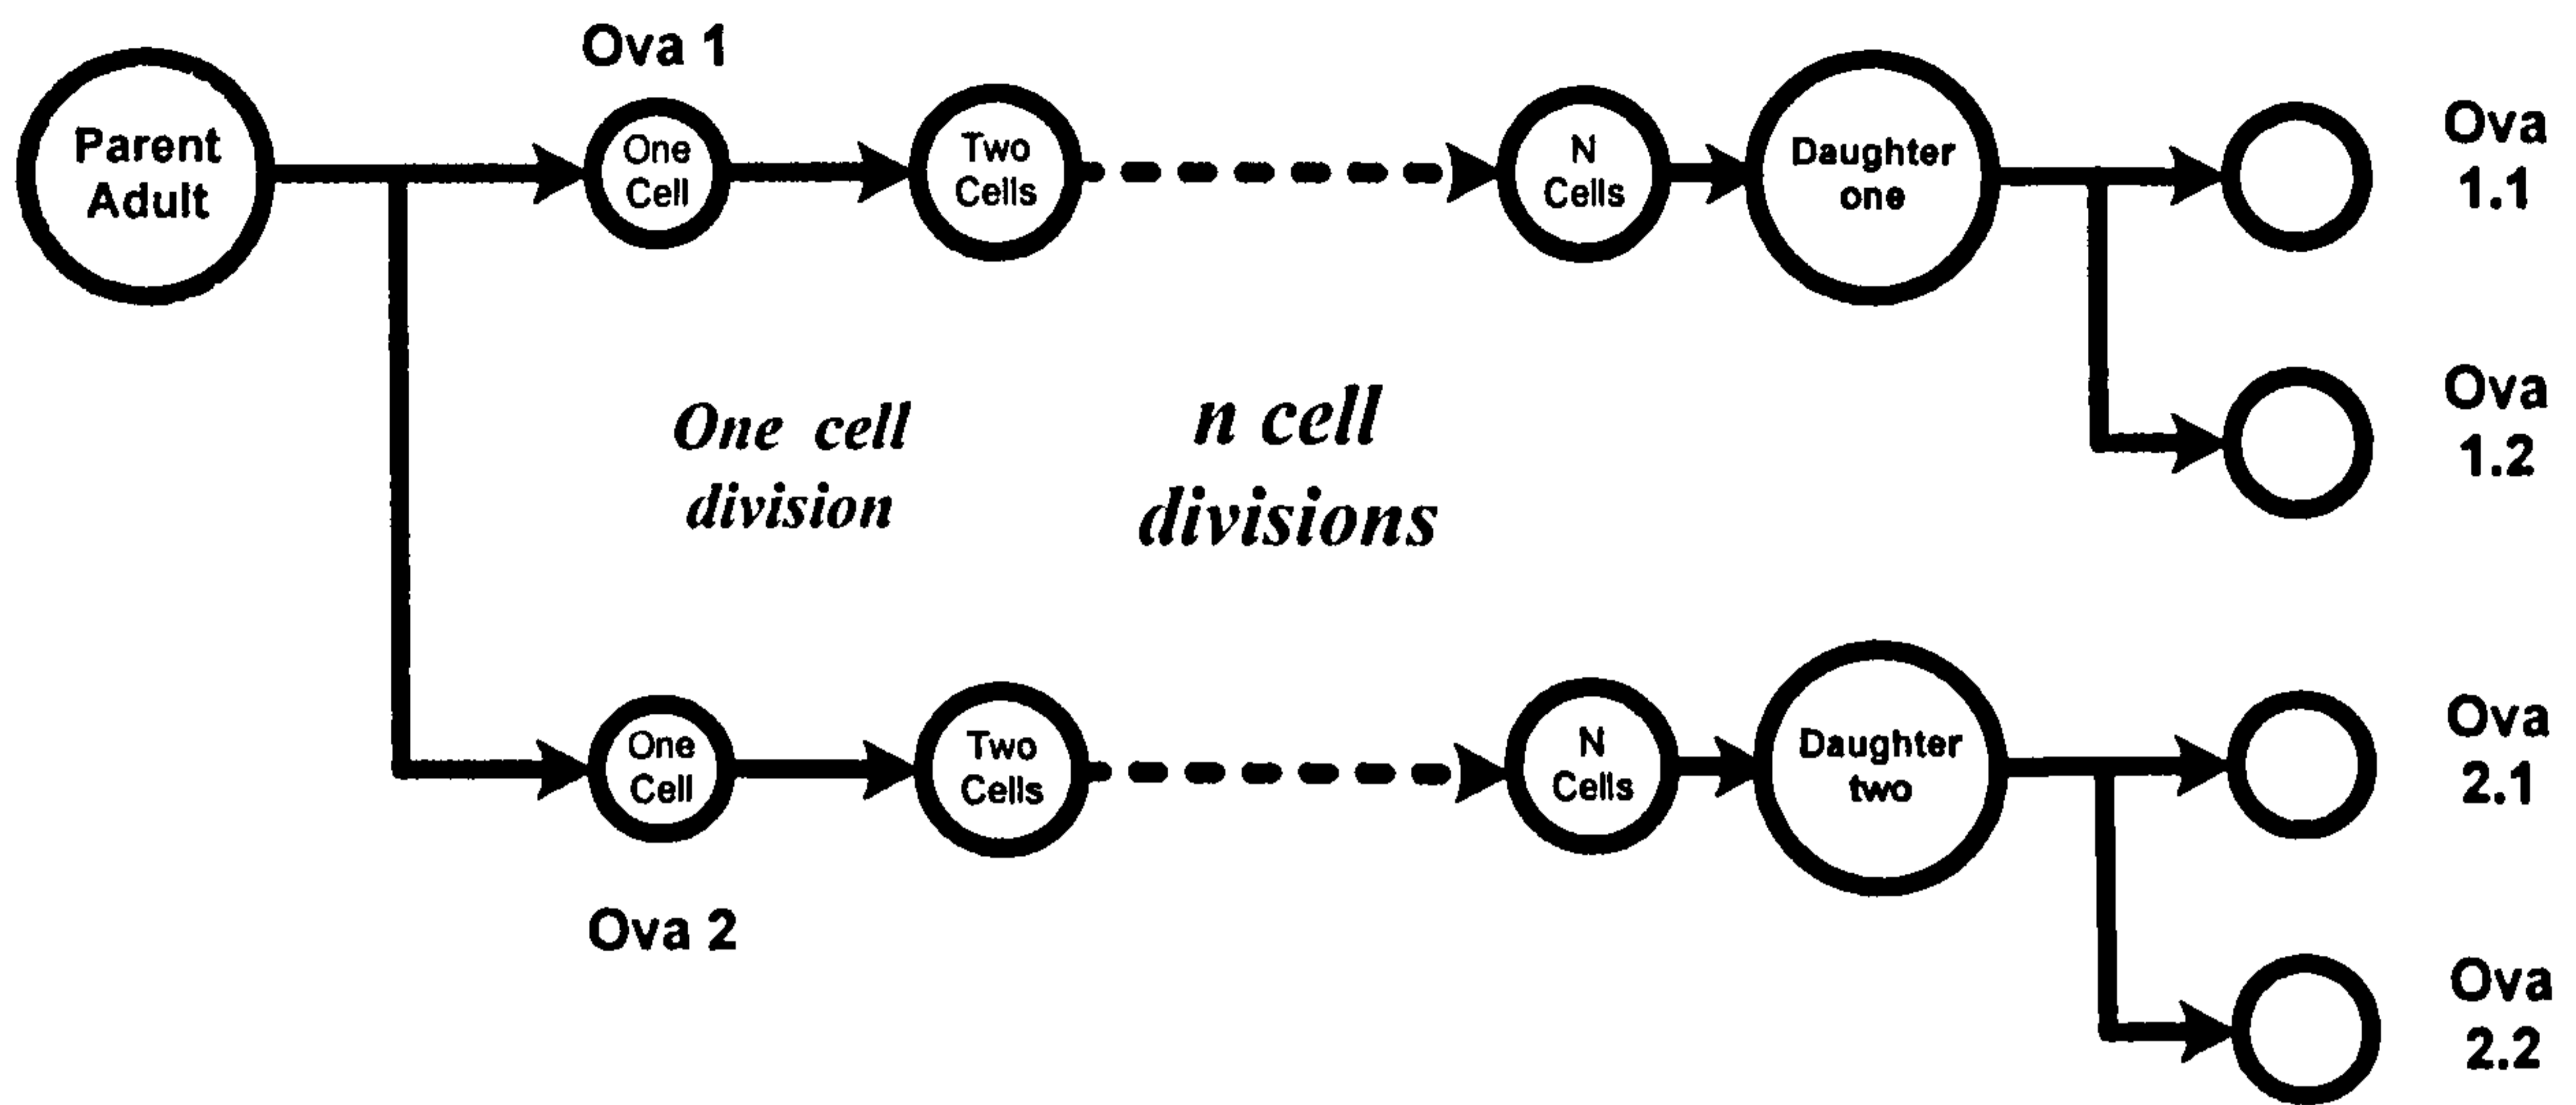 Ova 1
Parent
Adult
One
Cell
Two
Cells
N
Cells
Daughter
one
Ova
1.1
Ova
1.2
One cell
division
n cell
divisions
One
Cell
Two
Cells
N
Cells
Daughter
two
Ova
2.1
Ova 2
Ova
2.2